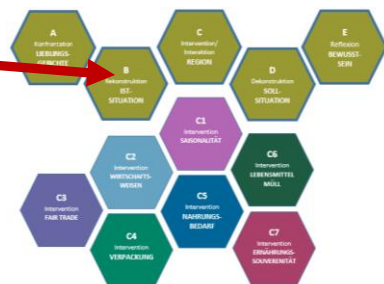 A
Konfrontation
LIEBLINGS-
GERICHTE
B
Rekonstruktion
IST-
SITUATION
C
Intervention/
Interaktion
REGION
D
Dekonstruktion
SOLL-
SITUATION
E
Reflexion
BEWUSST-
SEIN
C1
Intervention
SAISONALITÄT
C2
Intervention
WIRTSCHAFTS-
WEISEN
C6
Intervention
LEBENSMITTEL
MÜLL
C3
Intervention
FAIR TRADE
C5
Intervention
NAHRUNGS-
BEDARF
C4
Intervention
VERPACKUNG
C7
Intervention
ERNÄHRUNGS-
SOUVERENITÄT